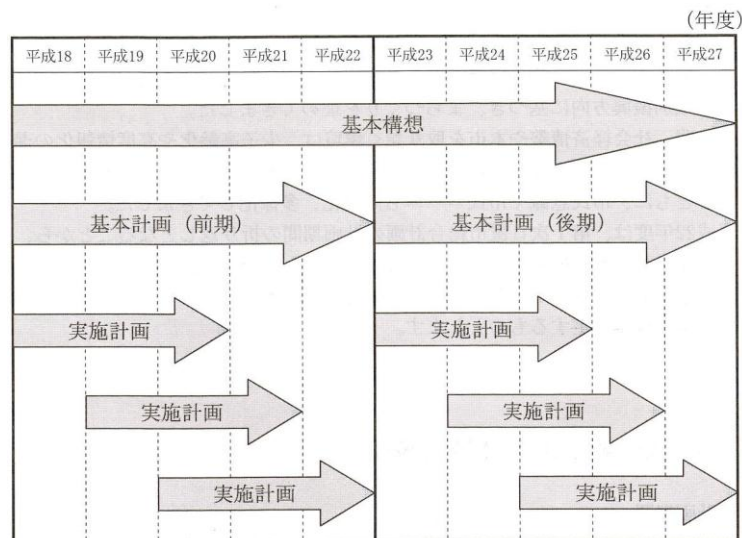 (年度)
平成18 平成19 平成20 平成21 平成22 平成23 平成24 平成25 平成26 平成27
基本構想
基本計画（前期） 基本計画（後期）
実施計画 実施計画
実施計画 実施計画
実施計画 実施計画